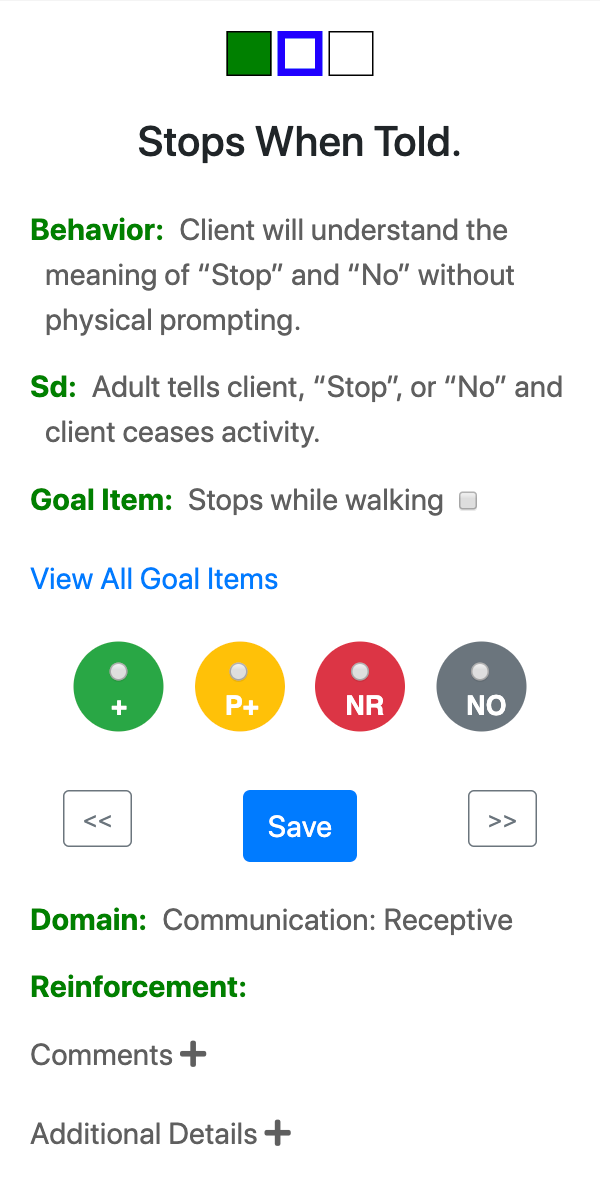 Stops When Told.
Behavior: Client will understand the
meaning of “Stop” and “No” without
physical prompting.
Sd: Adult tells client, “Stop”, or “No” and
client ceases activity.
Goal Item: Stops while walking
View All Goal Items
+ P+ NR NO
<< Save >>
Domain: Communication: Receptive
Reinforcement:
Comments +
Additional Details +